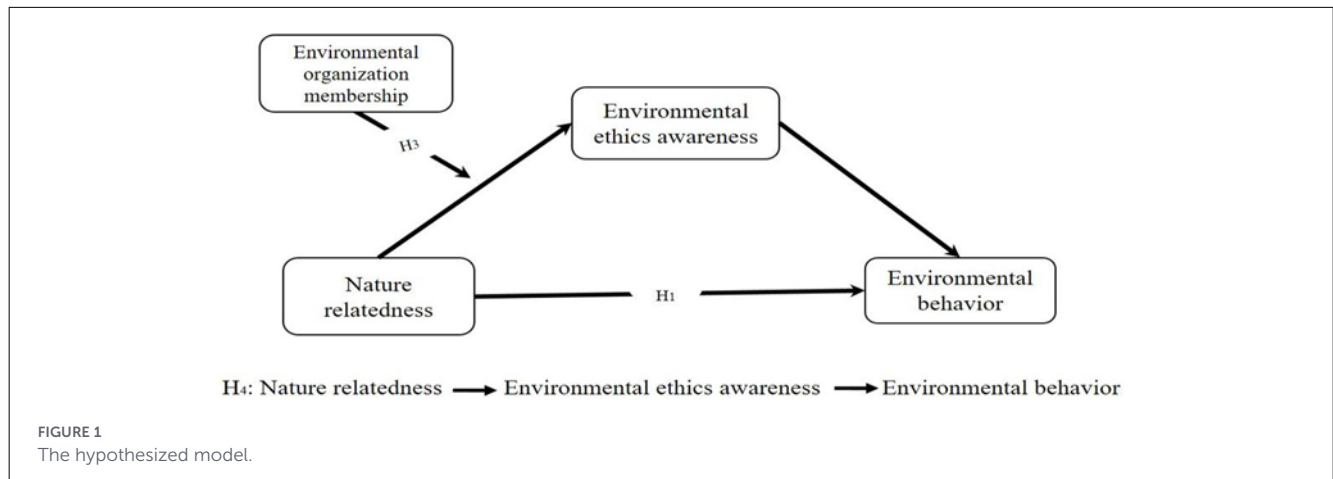 Environmental
organization
membership
H3
Environmental
ethics awareness
Nature
relatedness
H1
Environmental
behavior
H4: Nature relatedness → Environmental ethics awareness → Environmental behavior
FIGURE 1
The hypothesized model.